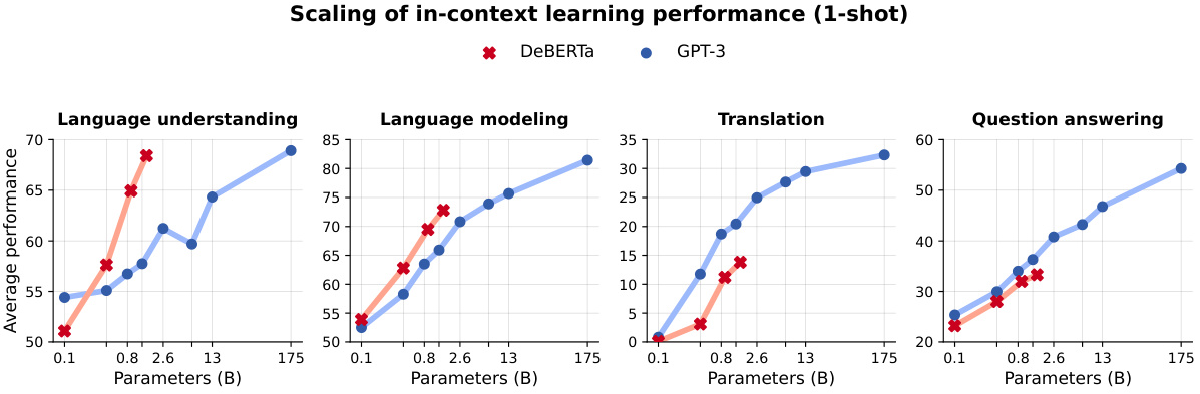 Scaling of in-context learning performance (1-shot)
DeBERTa GPT-3
Language understanding
Average performance
70
65
60
55
50
0.1 0.8 2.6 13 175
Parameters (B)
Language modeling
85
80
75
70
65
60
55
50
0.1 0.8 2.6 13 175
Parameters (B)
Translation
35
30
25
20
15
10
5
0
0.1 0.8 2.6 13 175
Parameters (B)
Question answering
60
50
40
30
20
0.1 0.8 2.6 13 175
Parameters (B)